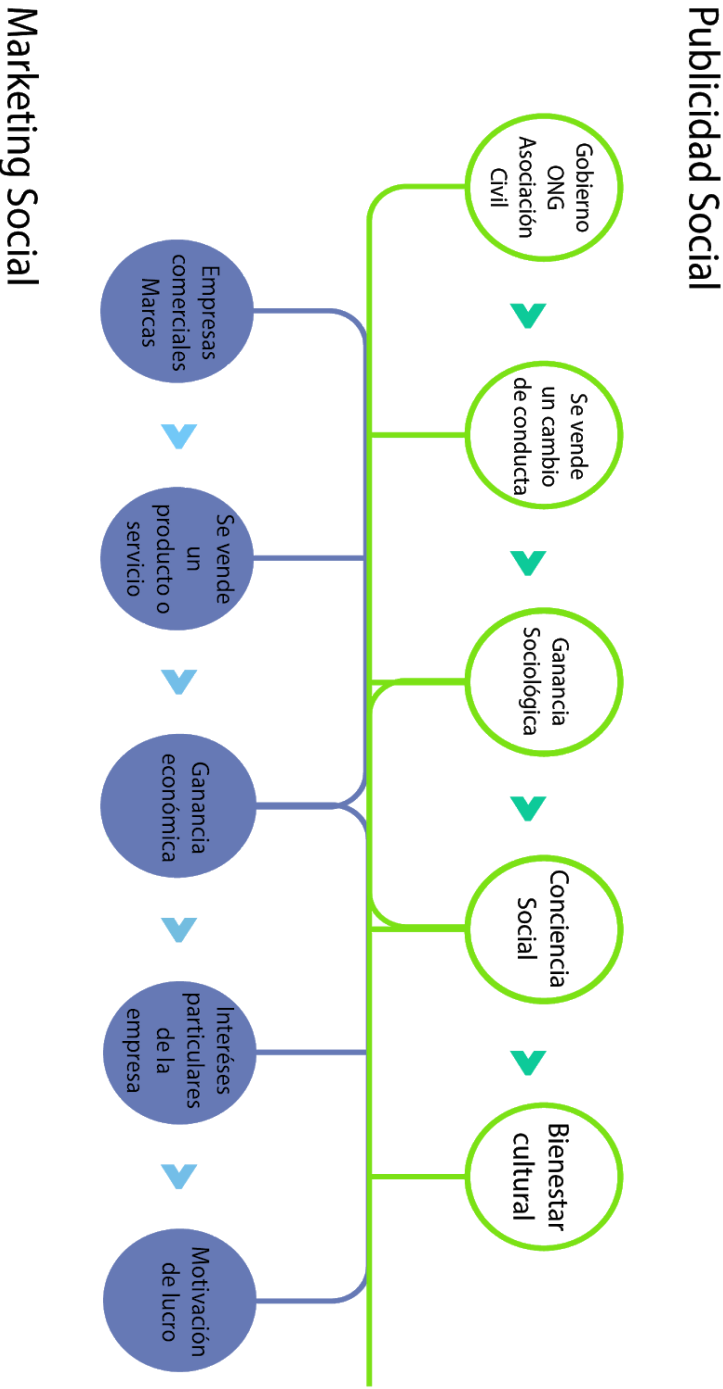 Publicidad Social
Gobierno
ONG
Asociación
Civil
Se vende
un cambio
de conducta
Ganancia
Sociológica
Conciencia
Social
Bienestar
cultural
Empresas
comerciales
Marcas
Se vende
un
producto o
servicio
Ganancia
económica
Interéses
particulares
de la
empresa
Motivación
de lucro
Marketing Social